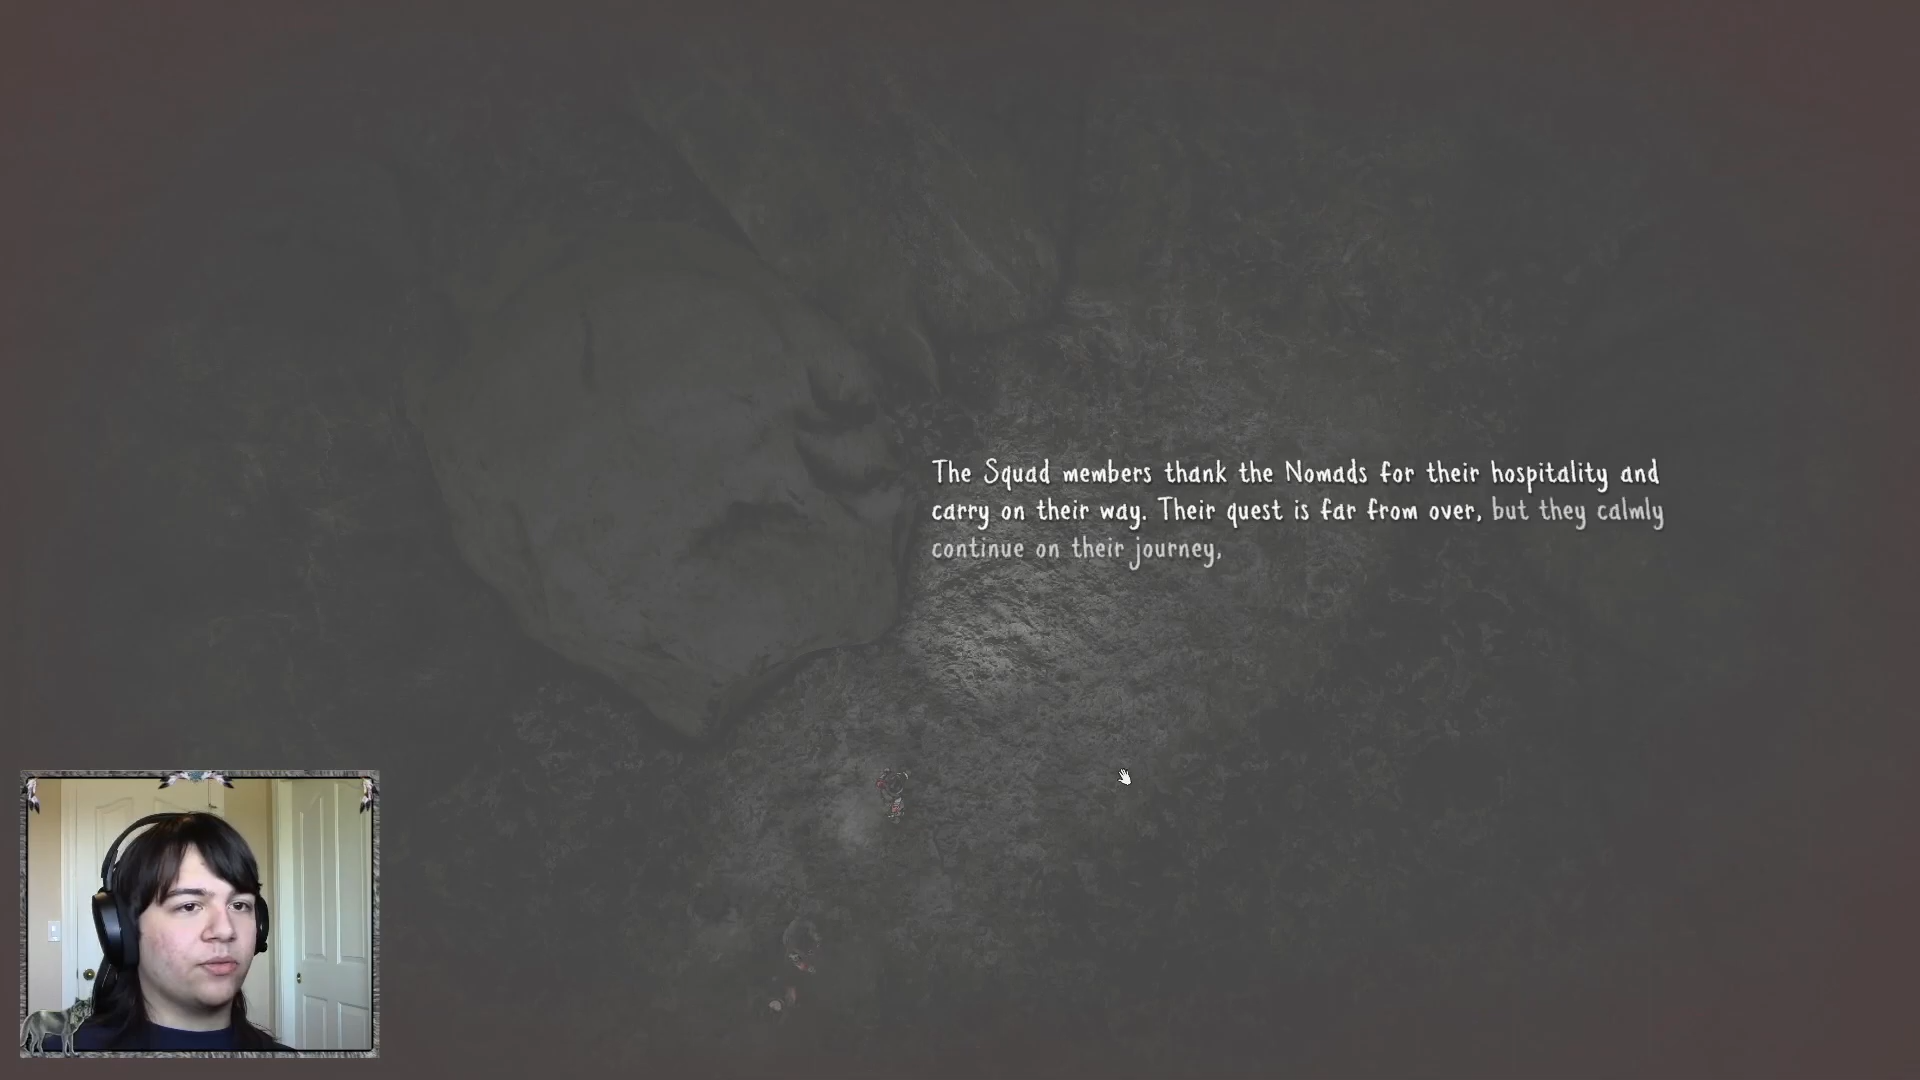 The Squad members thank the Nomads for their hospitality and
carry on their way. Their quest is far from over, but they calmly
continue on their journey,